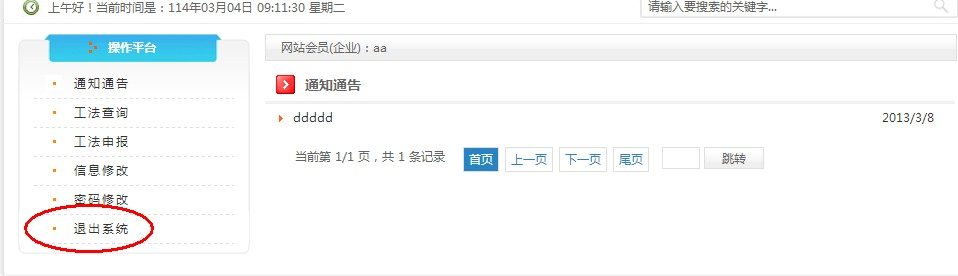 上午好！当前时间是：114年03月04日 09:11:30 星期二
请输入要搜索的关键字...
操作平台
通知通告
工法查询
工法申报
信息修改
密码修改
退出系统
网站会员(企业)：aa
通知通告
ddddd 2013/3/8
当前第 1/1 页，共 1 条记录 首页 上一页 下一页 尾页 跳转